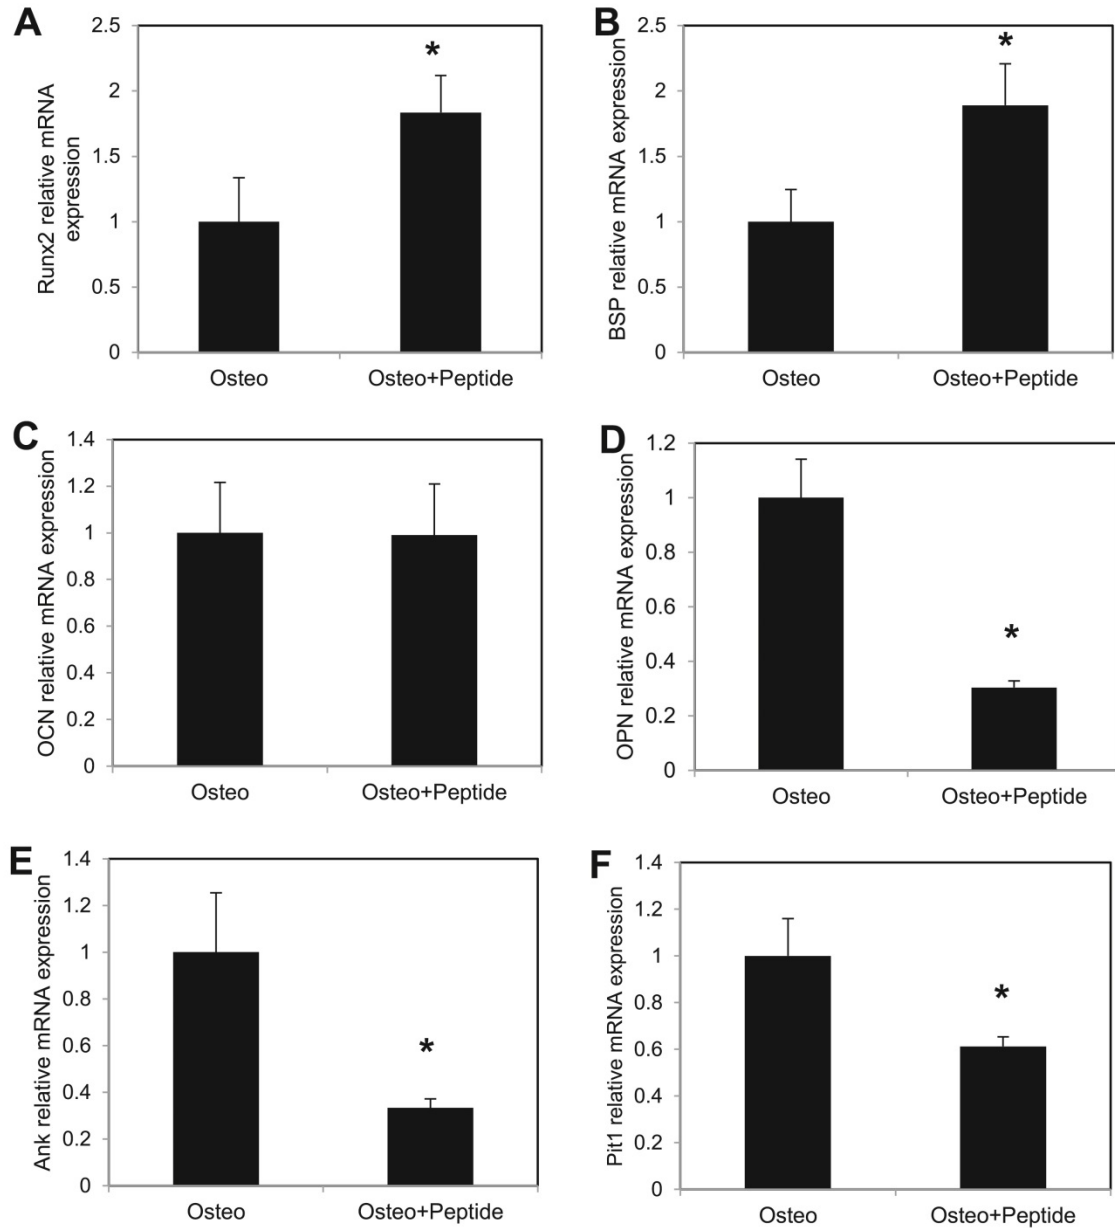 A
Runx2 relative mRNA
expression
2.5
2
1.5
1
0.5
0
*
Osteo
Osteo+Peptide
B
BSP relative mRNA expression
2.5
2
1.5
1
0.5
0
*
Osteo
Osteo+Peptide
C
OCN relative mRNA expression
1.4
1.2
1
0.8
0.6
0.4
0.2
0
Osteo
Osteo+Peptide
D
OPN relative mRNA expression
1.2
1
0.8
0.6
0.4
0.2
0
*
Osteo
Osteo+Peptide
E
Ank relative mRNA expression
1.4
1.2
1
0.8
0.6
0.4
0.2
0
*
Osteo
Osteo+Peptide
F
Pit1 relative mRNA expression
1.4
1.2
1
0.8
0.6
0.4
0.2
0
*
Osteo
Osteo+Peptide